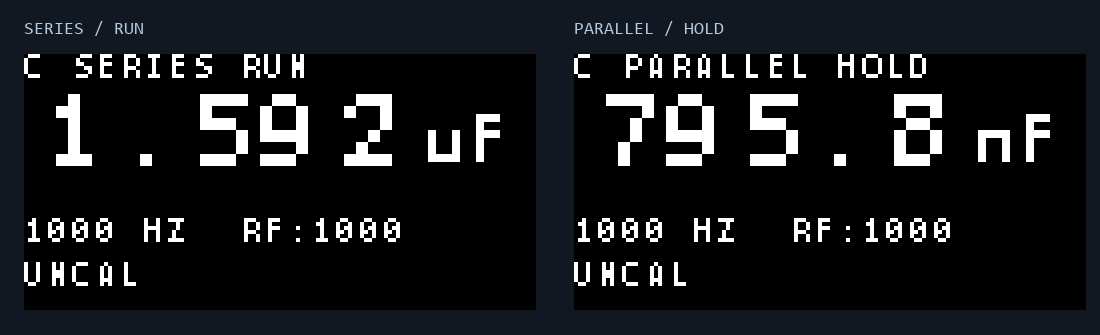 SERIES / RUN
C SERIES RUN
1.592 uF
1000 HZ RF:1000
UNCAL
PARALLEL / HOLD
C PARALLEL HOLD
795.8 nF
1000 HZ RF:1000
UNCAL